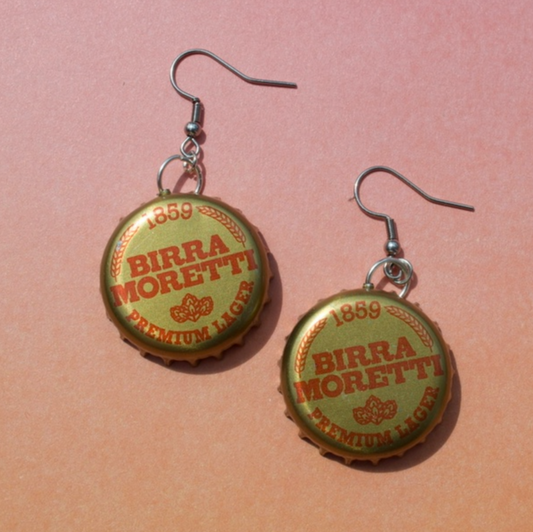 1859
BIRRA
MORETTI
PREMIUM LAGER
1859
BIRRA
MORETTI
PREMIUM LAGER